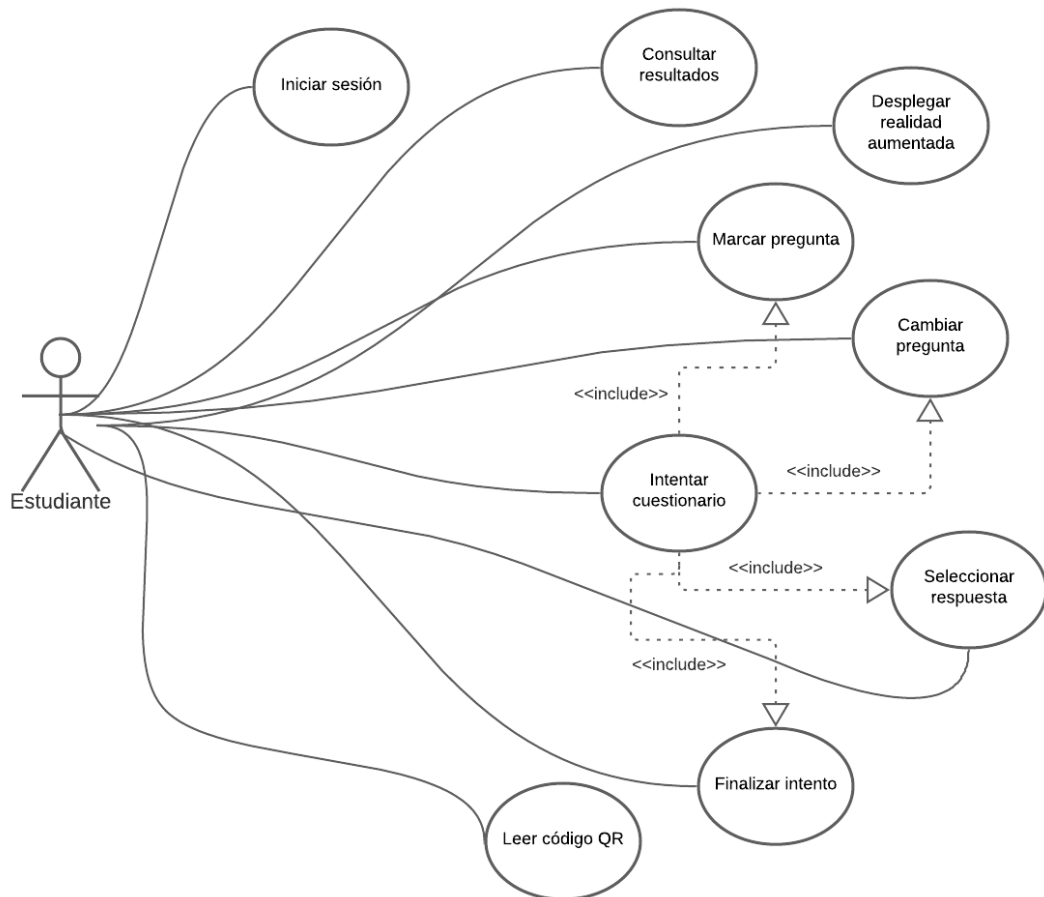 Iniciar sesión
Consultar
resultados
Desplegar
realidad
aumentada
Marcar pregunta
Cambiar
pregunta
<<include>>
<<include>>
Intentar
cuestionario
Estudiante
<<include>>
Seleccionar
respuesta
<<include>>
Finalizar intento
Leer código QR